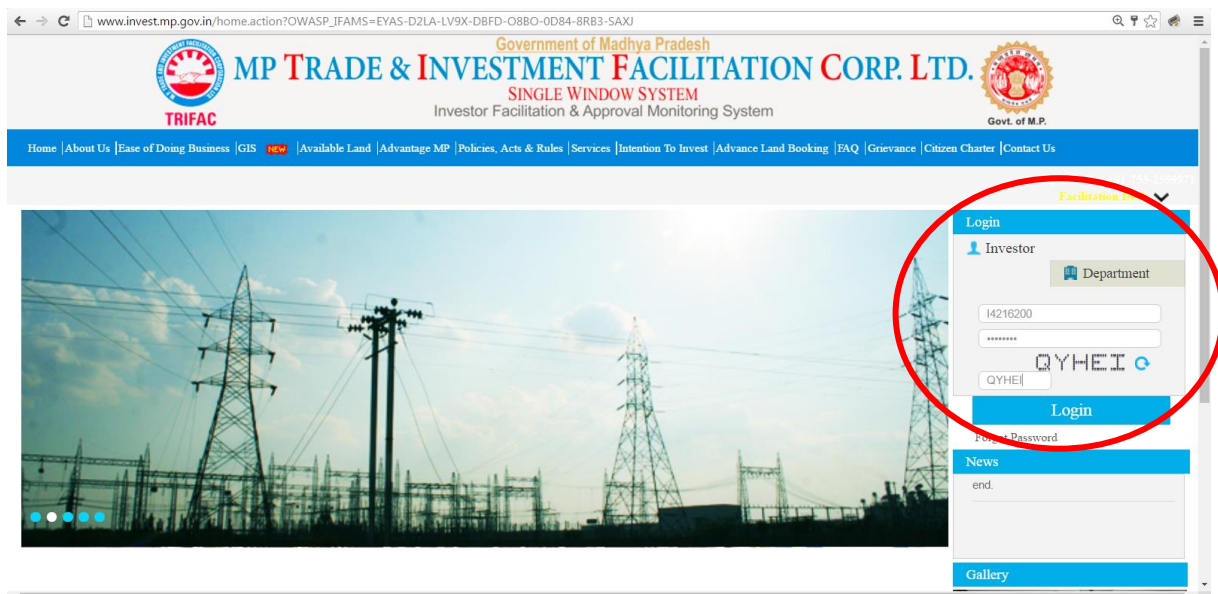 www.invest.mp.gov.in/home.action?OWASP_IFAMS=EYAS-D2LA-LV9X-DBFD-O8BO-0D84-8RB3-SAXJ
Government of Madhya Pradesh
MP TRADE & INVESTMENT FACILITATION CORP. LTD.
SINGLE WINDOW SYSTEM
Investor Facilitation & Approval Monitoring System
TRIFAC
Govt. of M.P.
Home |About Us |Ease of Doing Business |GIS NEW |Available Land |Advantage MP |Policies, Acts & Rules |Services |Intention To Invest |Advance Land Booking |FAQ |Grievance |Citizen Charter |Contact Us
Facilitation
Login
Investor
Department
I4216200
••••••••
QYHEI
QYHEI
Login
Forgot Password
News
end.
Gallery